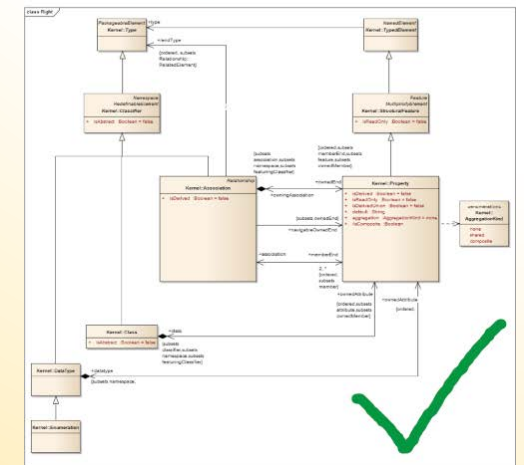 class Right
PackageableElement
Kernel::Type
+type
NamedElement
Kernel::TypedElement
+/endType
{ordered, subsets
Relationship::
RelatedElement}
Namespace
RedefinableElement
Kernel::Classifier
+ isAbstract :Boolean = false
Feature
MultiplicityElement
Kernel::StructuralFeature
+ isReadOnly :Boolean = false
{subsets
association,subsets
namespace,subsets
featuringClassifier}
{ordered,subsets
memberEnd,subsets
feature,subsets
ownedMember}
Relationship
Kernel::Association
+ isDerived :Boolean = false
+ownedEnd
+owningAssociation
{subsets ownedEnd}
+navigableOwnedEnd
+association
+memberEnd
2..*
{ordered,
subsets
member}
Kernel::Property
+ isDerived :Boolean = false
+ isReadOnly :Boolean = false
+ isDerivedUnion :Boolean = false
+ default :String
+ aggregation :AggregationKind = none
+ isComposite :Boolean
«enumeration»
Kernel::
AggregationKind
none
shared
composite
+ownedAttribute
{ordered,subsets
attribute,subsets
ownedMember}
+ownedAttribute
{ordered,
Kernel::Class
+ isAbstract :Boolean = false
+class
{subsets
classifier,subsets
namespace,subsets
featuringClassifier}
Kernel::DataType
+datatype
{subsets namespace,
Kernel::Enumeration